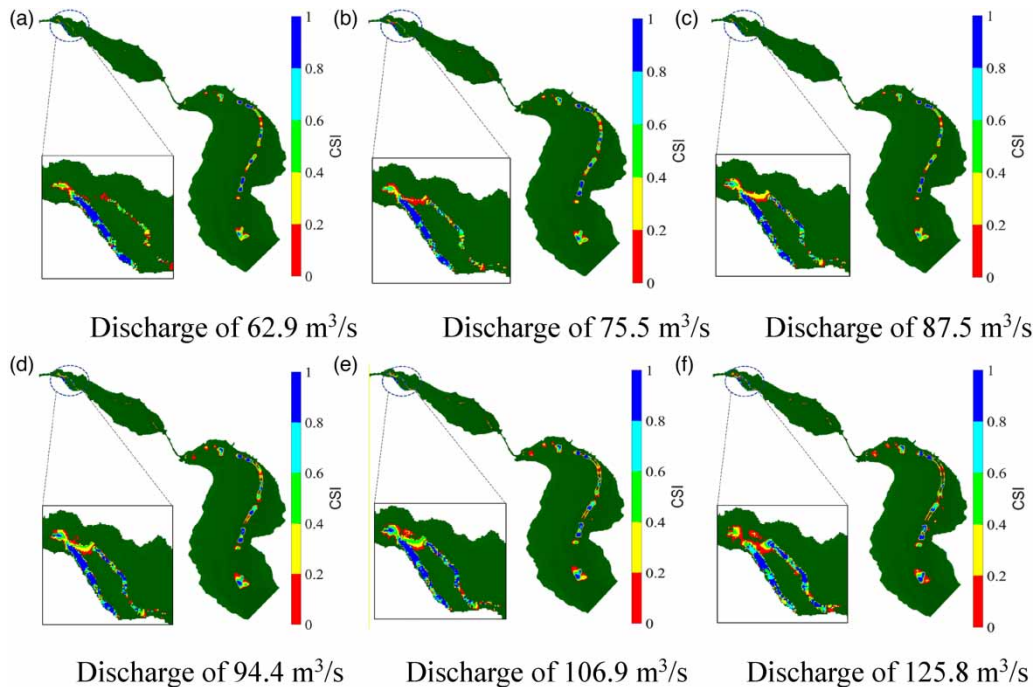 (a)
1
0.8
0.6
0.4
0.2
0
CSI
Discharge of 62.9 m³/s
(b)
1
0.8
0.6
0.4
0.2
0
CSI
Discharge of 75.5 m³/s
(c)
1
0.8
0.6
0.4
0.2
0
CSI
Discharge of 87.5 m³/s
(d)
1
0.8
0.6
0.4
0.2
0
CSI
Discharge of 94.4 m³/s
(e)
1
0.8
0.6
0.4
0.2
0
CSI
Discharge of 106.9 m³/s
(f)
1
0.8
0.6
0.4
0.2
0
CSI
Discharge of 125.8 m³/s